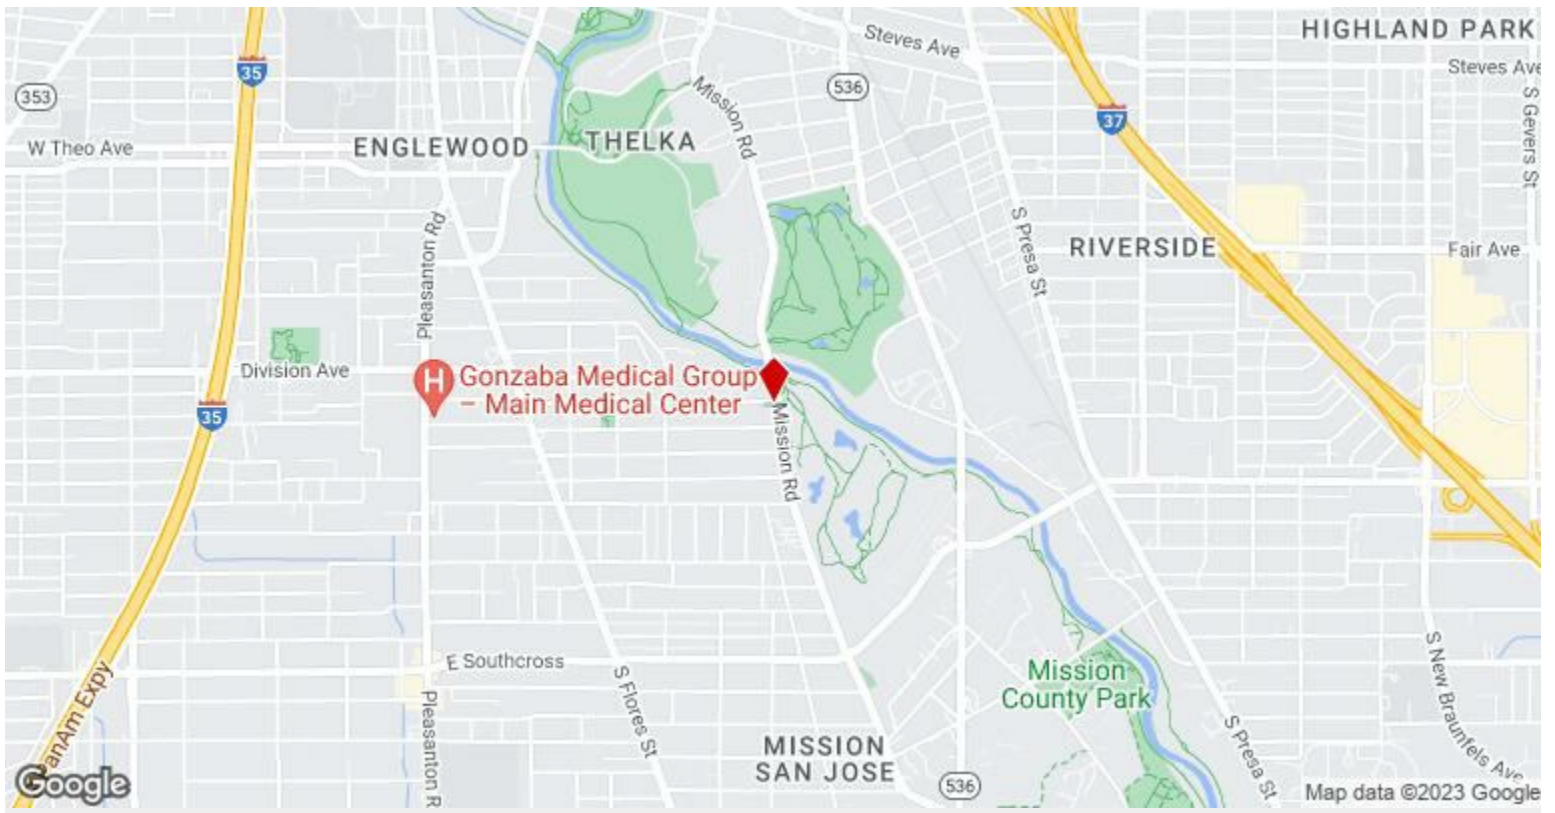 HIGHLAND PARK
Steves Ave
Steves Ave
35
353
Mission Rd
536
37
S Gevers St
W Theo Ave
ENGLEWOOD
THELKA
Pleasanton Rd
S Presa St
RIVERSIDE
Fair Ave
Division Ave
H
Gonzaba Medical Group
– Main Medical Center
35
Mission Rd
E Southcross
S Flores St
PanAm Expy
Pleasanton R
Mission
County Park
S New Braunfels Ave
S Presa St
MISSION
SAN JOSE
536
Google
Map data ©2023 Google